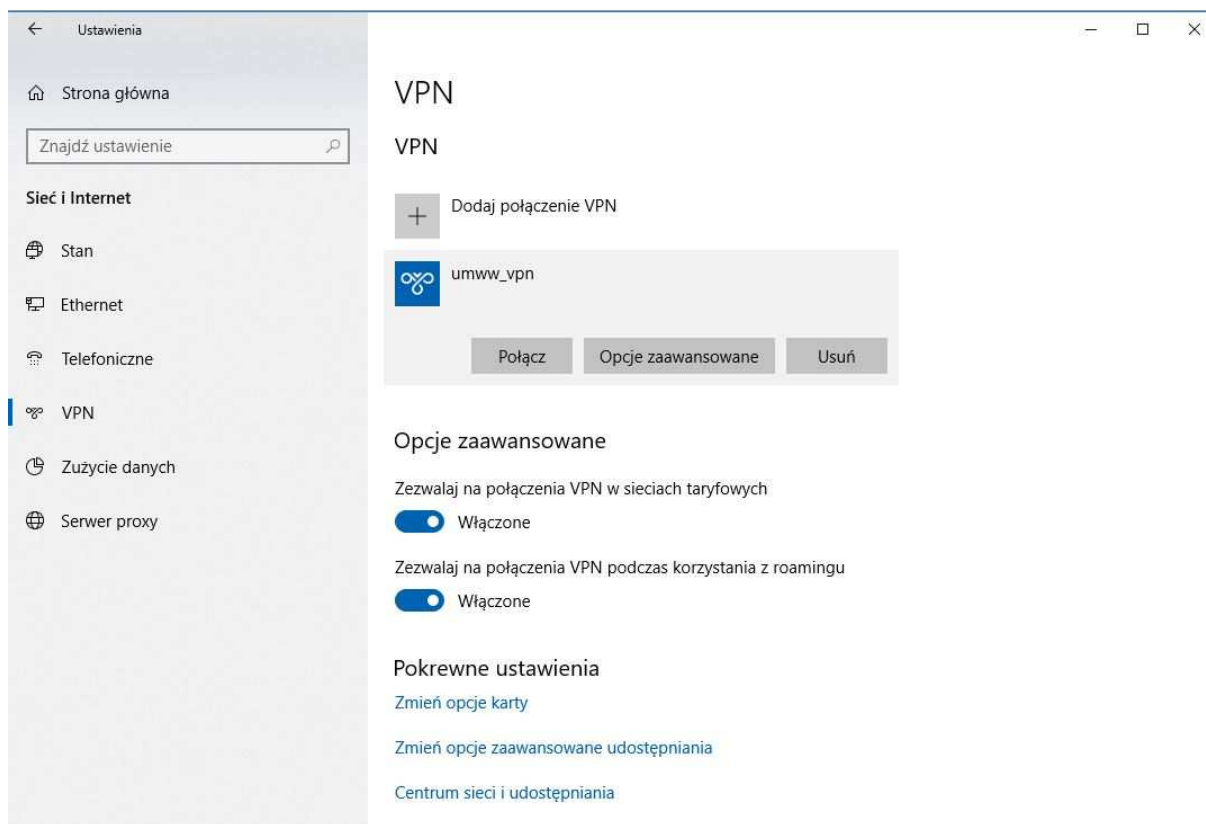 Ustawienia
Strona główna
Znajdź ustawienie
Sieć i Internet
Stan
Ethernet
Telefoniczne
VPN
Zużycie danych
Serwer proxy
VPN
VPN
Dodaj połączenie VPN
umww_vpn
Połącz Opcje zaawansowane Usuń
Opcje zaawansowane
Zezwalaj na połączenia VPN w sieciach taryfowych
Włączone
Zezwalaj na połączenia VPN podczas korzystania z roamingu
Włączone
Pokrewne ustawienia
Zmień opcje karty
Zmień opcje zaawansowane udostępniania
Centrum sieci i udostępniania